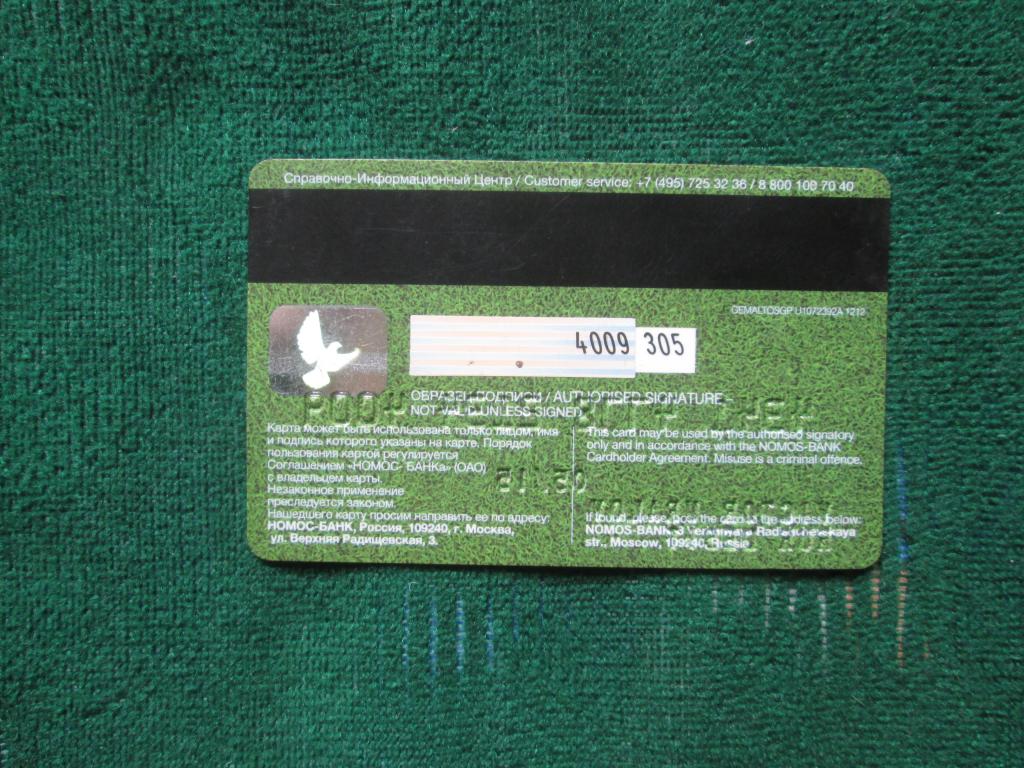 Справочно-Информационный Центр / Customer service: +7 (495) 725 32 36 / 8 800 100 70 40
GEMALTOSGP U1072392A 1212
4009 305
ОБРАЗЕЦ ПОДПИСИ / AUTHORISED SIGNATURE –
NOT VALID UNLESS SIGNED
Карта может быть использована только лицом, имя
и подпись которого указаны на карте. Порядок
пользования картой регулируется
Соглашением «НОМОС- БАНКа» (ОАО)
с владельцем карты.
Незаконное применение
преследуется законом.
Нашедшего карту просим направить ее по адресу:
НОМОС-БАНК, Россия, 109240, г. Москва,
ул. Верхняя Радищевская, 3.
This card may be used by the authorised signatory
only and in accordance with the NOMOS-BANK
Cardholder Agreement. Misuse is a criminal offence.
If found, please, post the card to the address below:
NOMOS-BANK, 3 Verkhnyaya Radishchevskaya
str., Moscow, 109240, Russia